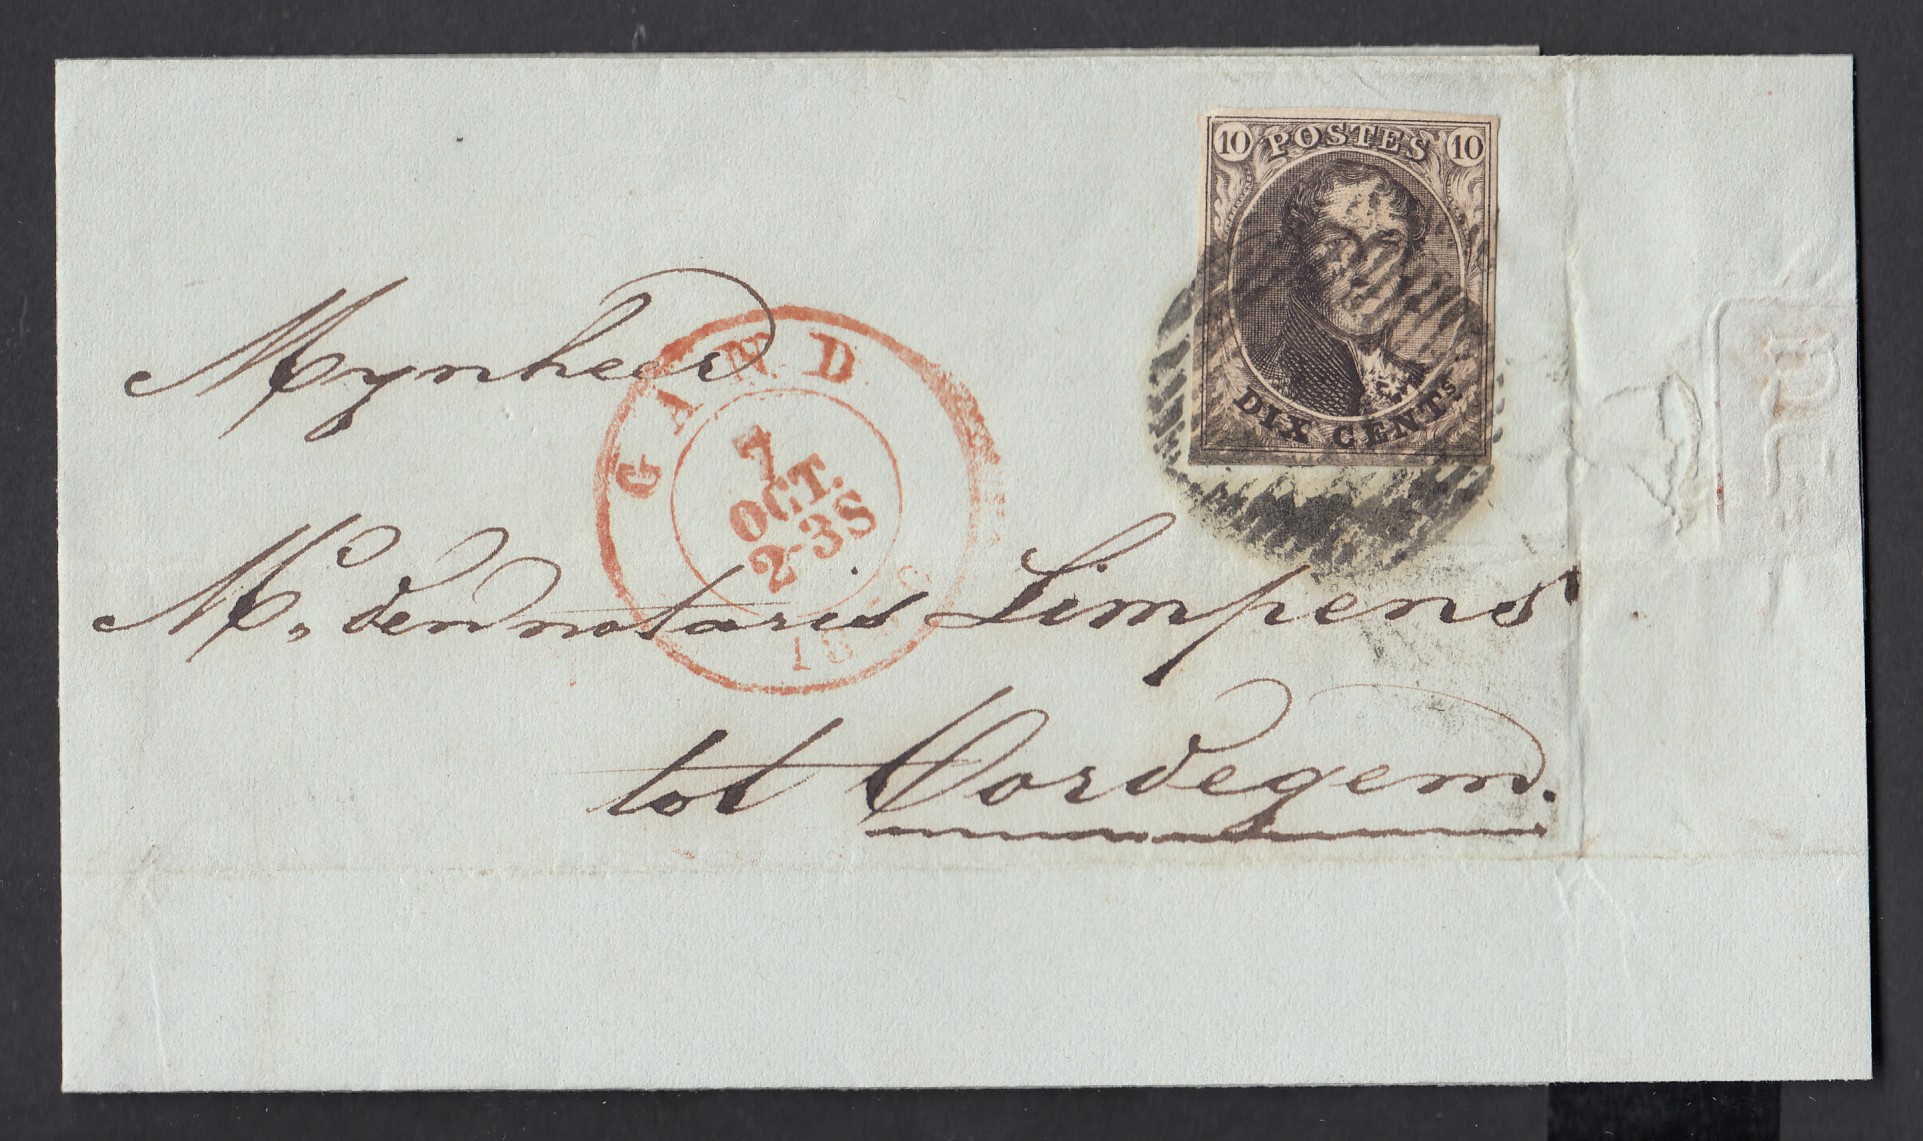 10 POSTES 10
DIX CENTS
Mynheer
GAND
7
OCT.
2-3S
M. den notaris Limpens
tot Oordegem.